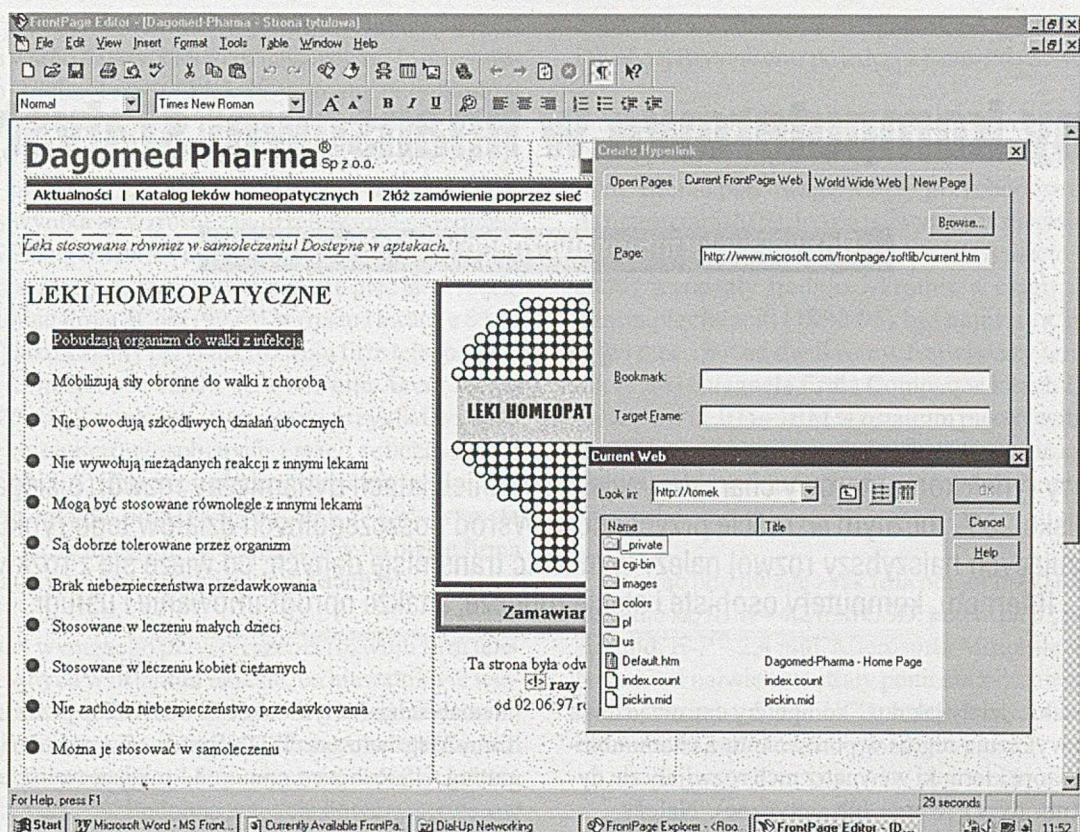 FrontPage Editor - [Dagomed-Pharma - Strona tytułowa]
File Edit View Insert Format Tools Table Window Help
Normal
Times New Roman
Dagomed Pharma® Sp z o.o.
Aktualności | Katalog leków homeopatycznych | Złóż zamówienie poprzez sieć
Leki stosowane również w samoleczeniu! Dostępne w aptekach.
LEKI HOMEOPATYCZNE
Pobudzają organizm do walki z infekcją
Mobilizują siły obronne do walki z chorobą
Nie powodują szkodliwych działań ubocznych
Nie wywołują nieżądanych reakcji z innymi lekami
Mogą być stosowane równolegle z innymi lekami
Są dobrze tolerowane przez organizm
Brak niebezpieczeństwa przedawkowania
Stosowane w leczeniu małych dzieci
Stosowane w leczeniu kobiet ciężarnych
Nie zachodzi niebezpieczeństwo przedawkowania
Można je stosować w samoleczeniu
LEKI HOMEOPAT
Zamawiar
Ta strona była odw
<!> razy
od 02.06.97 r
Create Hyperlink
Open Pages
Current FrontPage Web
World Wide Web
New Page
Browse...
Page:
http://www.microsoft.com/frontpage/softlib/current.htm
Bookmark:
Target Frame:
Current Web
Look in:
http://tomek
OK
Cancel
Help
Name Title
_private
cgi-bin
images
colors
pl
us
Default.htm Dagomed-Pharma - Home Page
index.count index.count
pickin.mid pickin.mid
For Help, press F1
29 seconds
Start
Microsoft Word - MS Front...
Currently Available FrontPa...
Dial-Up Networking
FrontPage Explorer - <Roo...
FrontPage Editor - [D...
11:52